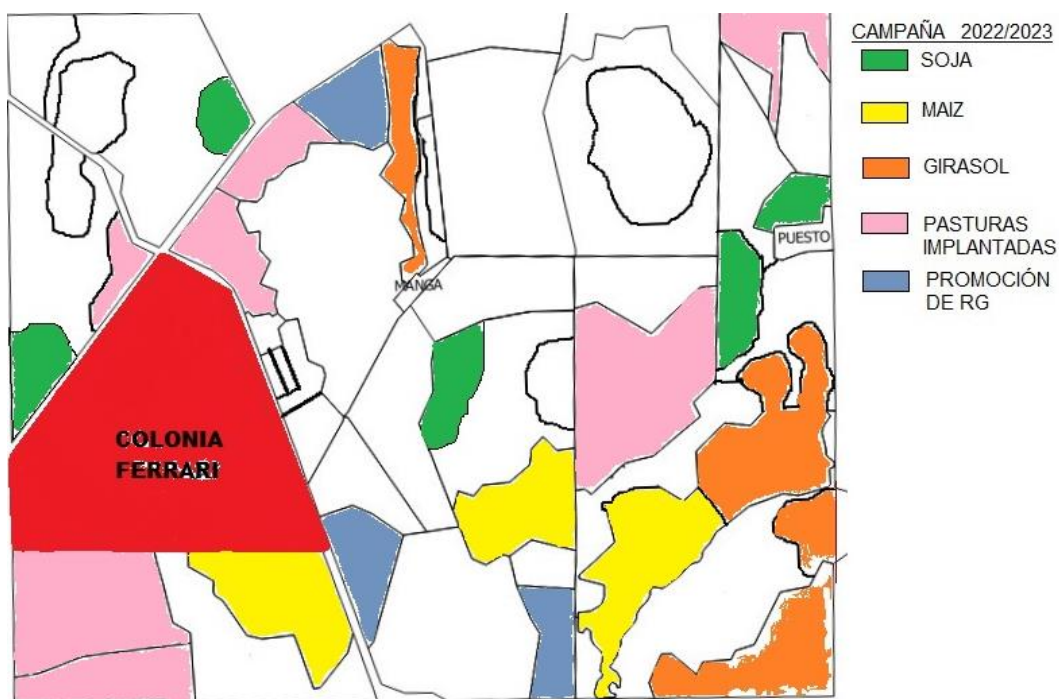 CAMPAÑA 2022/2023
SOJA
MAIZ
GIRASOL
PASTURAS
IMPLANTADAS
PROMOCIÓN
DE RG
PUESTO
MANGA
COLONIA
FERRARI